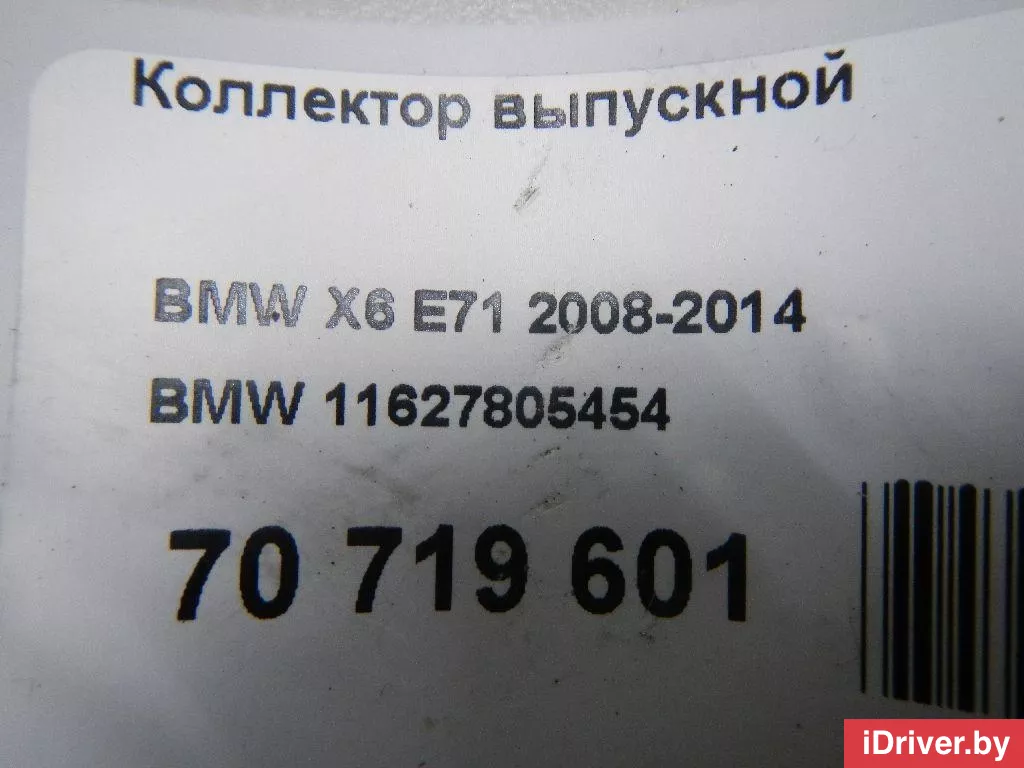 Коллектор выпускной
BMW X6 E71 2008-2014
BMW 11627805454
70 719 601
iDriver.by